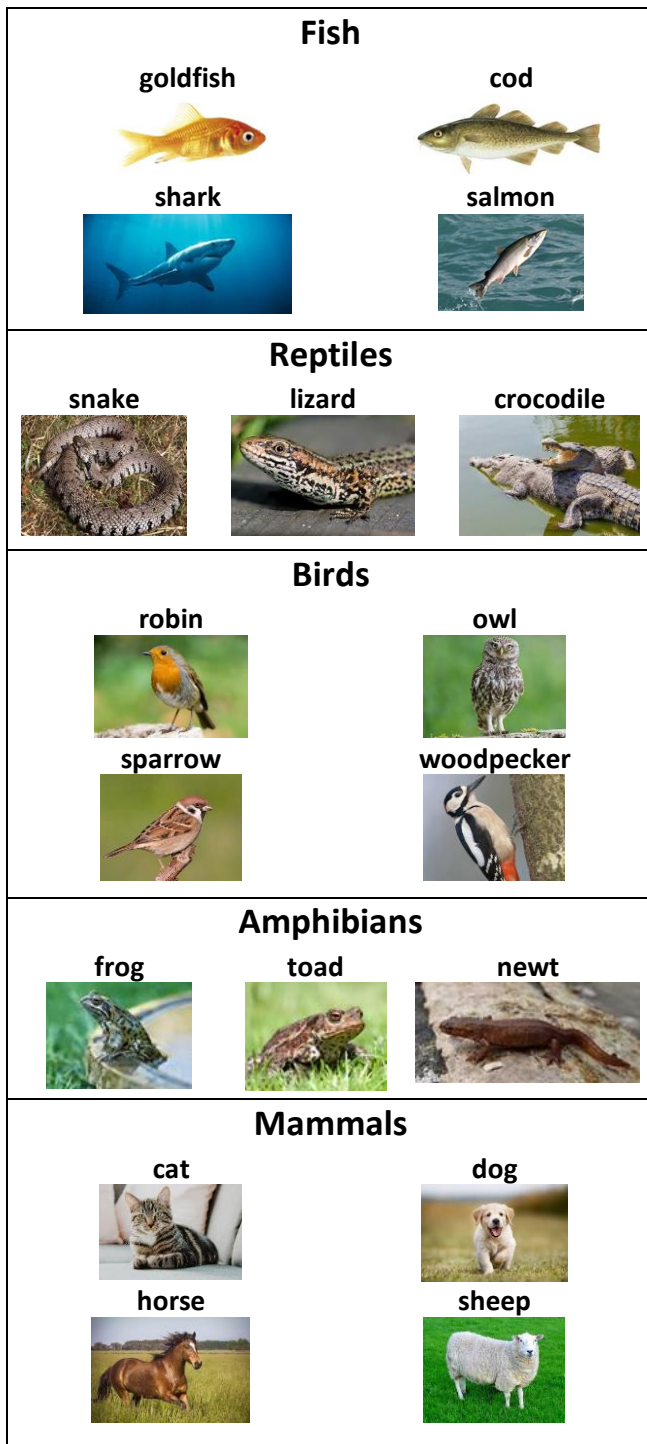 Fish
goldfish cod
shark salmon
Reptiles
snake lizard crocodile
Birds
robin owl
sparrow woodpecker
Amphibians
frog toad newt
Mammals
cat dog
horse sheep